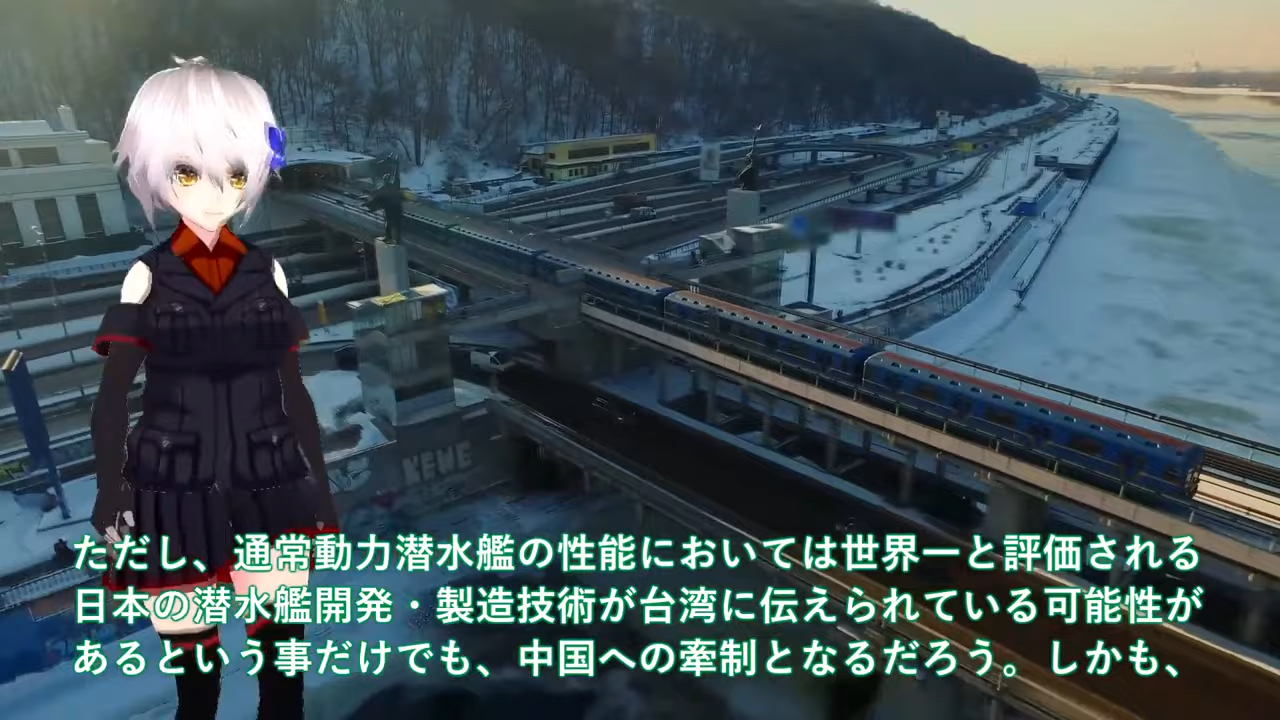 ただし、通常動力潜水艦の性能においては世界一と評価される
日本の潜水艦開発・製造技術が台湾に伝えられている可能性が
あるという事だけでも、中国への牽制となるだろう。しかも、